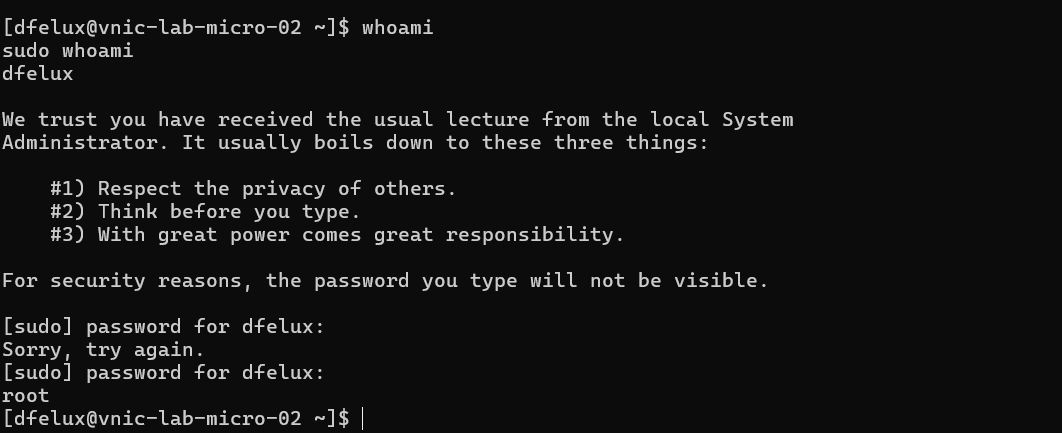 [dfelux@vnic-lab-micro-02 ~]$ whoami
sudo whoami
dfelux
We trust you have received the usual lecture from the local System
Administrator. It usually boils down to these three things:
#1) Respect the privacy of others.
#2) Think before you type.
#3) With great power comes great responsibility.
For security reasons, the password you type will not be visible.
[sudo] password for dfelux:
Sorry, try again.
[sudo] password for dfelux:
root
[dfelux@vnic-lab-micro-02 ~]$